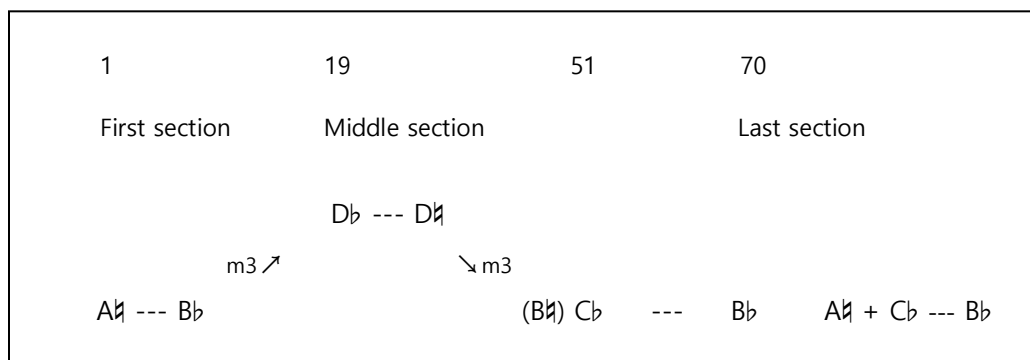 1 19 51 70
First section Middle section Last section
D♭ --- D♮
m3 ↗ ↘ m3
A♮ --- B♭ (B♮) C♭ --- B♭ A♮ + C♭ --- B♭